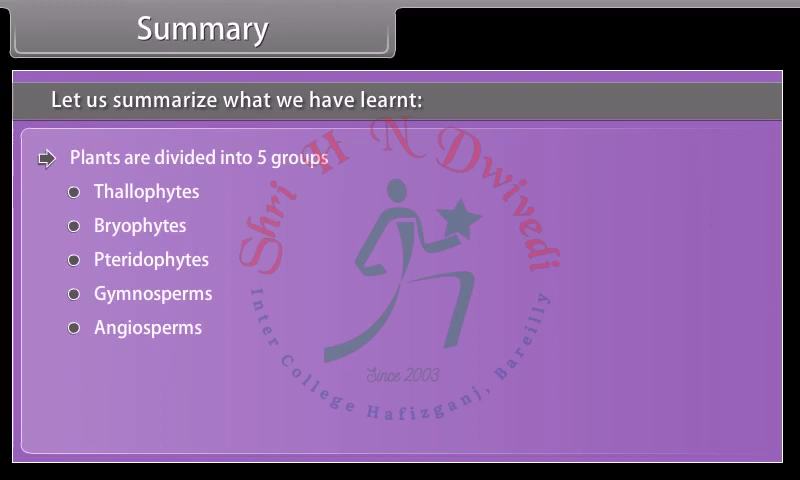 Summary
Let us summarize what we have learnt:
Plants are divided into 5 groups
Thallophytes
Bryophytes
Pteridophytes
Gymnosperms
Angiosperms
Shri H N Dwivedi
Since 2003
Inter College Hafizganj, Bareilly